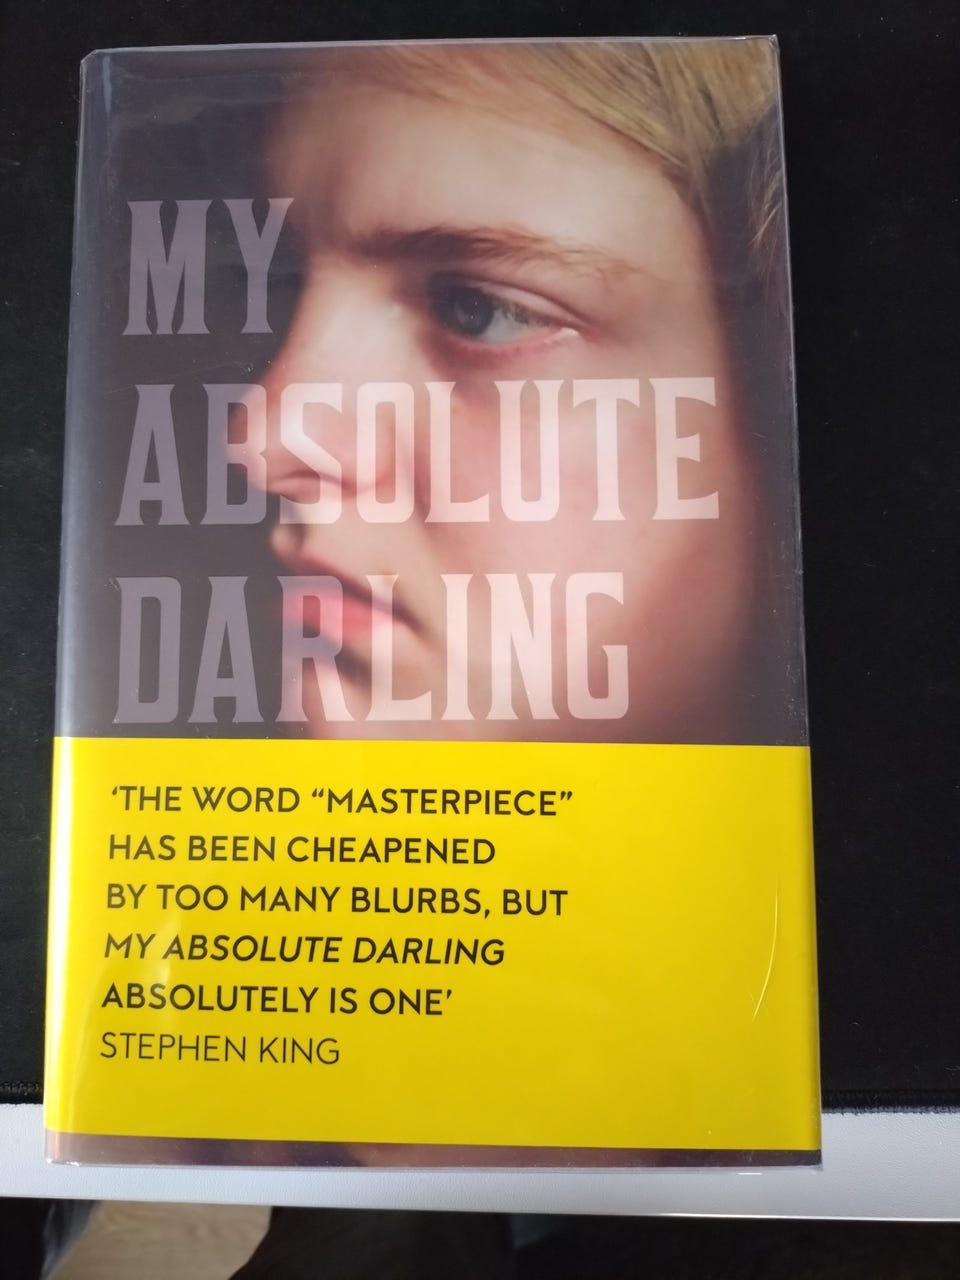 MY
ABSOLUTE
DARLING
‘THE WORD “MASTERPIECE”
HAS BEEN CHEAPENED
BY TOO MANY BLURBS, BUT
MY ABSOLUTE DARLING
ABSOLUTELY IS ONE’
STEPHEN KING